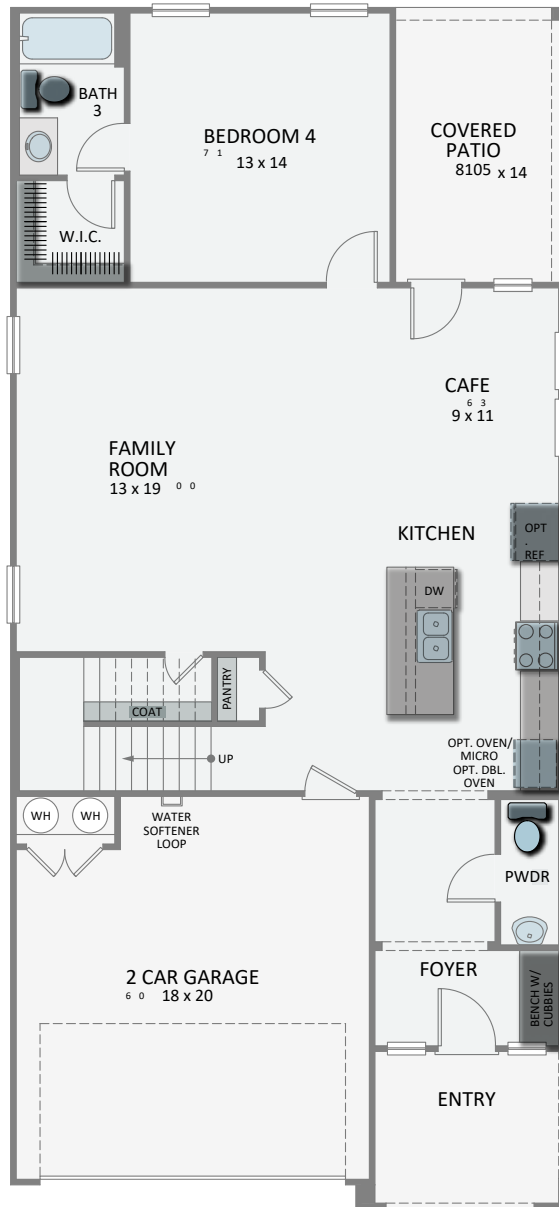 BATH
3
BEDROOM 4
7 1
13 x 14
COVERED
PATIO
8105 x 14
W.I.C.
CAFE
6 3
9 x 11
FAMILY
ROOM
13 x 19 0 0
KITCHEN
OPT
.
REF
DW
PANTRY
COAT
UP
OPT. OVEN/
MICRO
OPT. DBL.
OVEN
WH
WH
WATER
SOFTENER
LOOP
PWDR
2 CAR GARAGE
6 0 18 x 20
FOYER
BENCH W/
CUBBIES
ENTRY